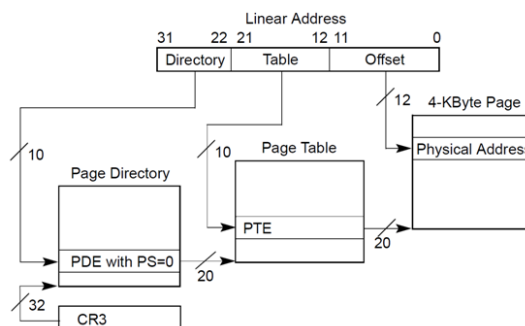 Linear Address
31 22 21 12 11 0
Directory Table Offset
12 4-KByte Page
10 10 Page Table Physical Address
Page Directory
PTE
20
PDE with PS=0 20
32
CR3